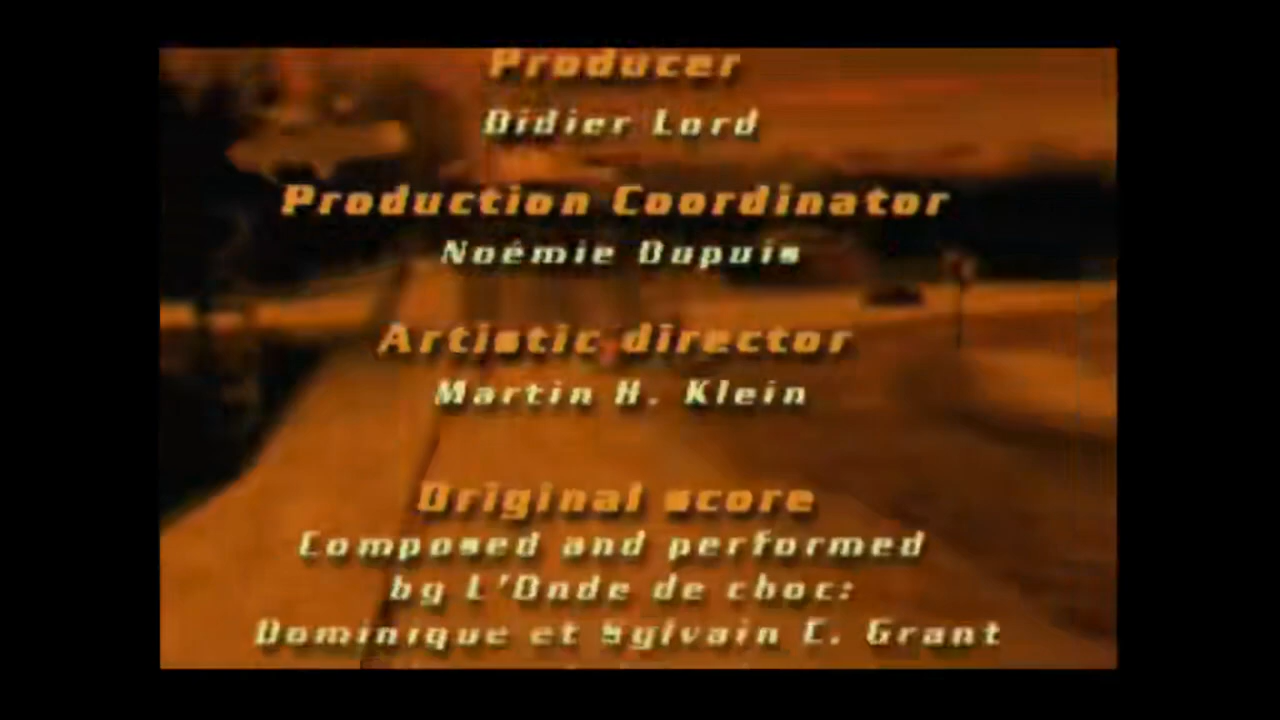 Producer
Didier Lord
Production Coordinator
Noémie Dupuis
Artistic director
Martin H. Klein
Original score
Composed and performed
by L'Onde de choc:
Dominique et Sylvain C. Grant